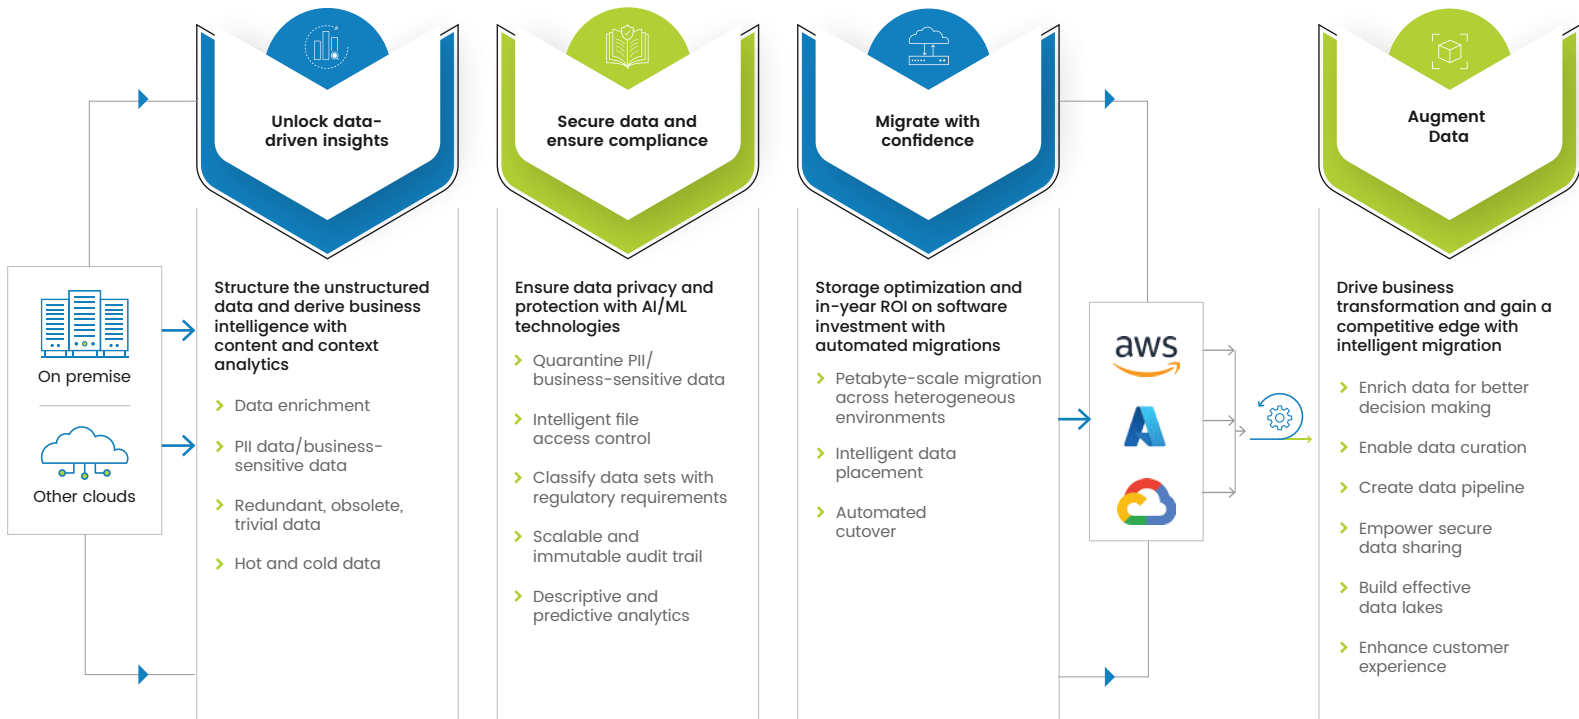 On premise
Other clouds
Unlock data-
driven insights
Structure the unstructured
data and derive business
intelligence with
content and context
analytics
Data enrichment
PII data/business-
sensitive data
Redundant, obsolete,
trivial data
Hot and cold data
Secure data and
ensure compliance
Ensure data privacy and
protection with AI/ML
technologies
Quarantine PII/
business-sensitive data
Intelligent file
access control
Classify data sets with
regulatory requirements
Scalable and
immutable audit trail
Descriptive and
predictive analytics
Migrate with
confidence
Storage optimization and
in-year ROI on software
investment with
automated migrations
Petabyte-scale migration
across heterogeneous
environments
Intelligent data
placement
Automated
cutover
aws
Augment
Data
Drive business
transformation and gain a
competitive edge with
intelligent migration
Enrich data for better
decision making
Enable data curation
Create data pipeline
Empower secure
data sharing
Build effective
data lakes
Enhance customer
experience